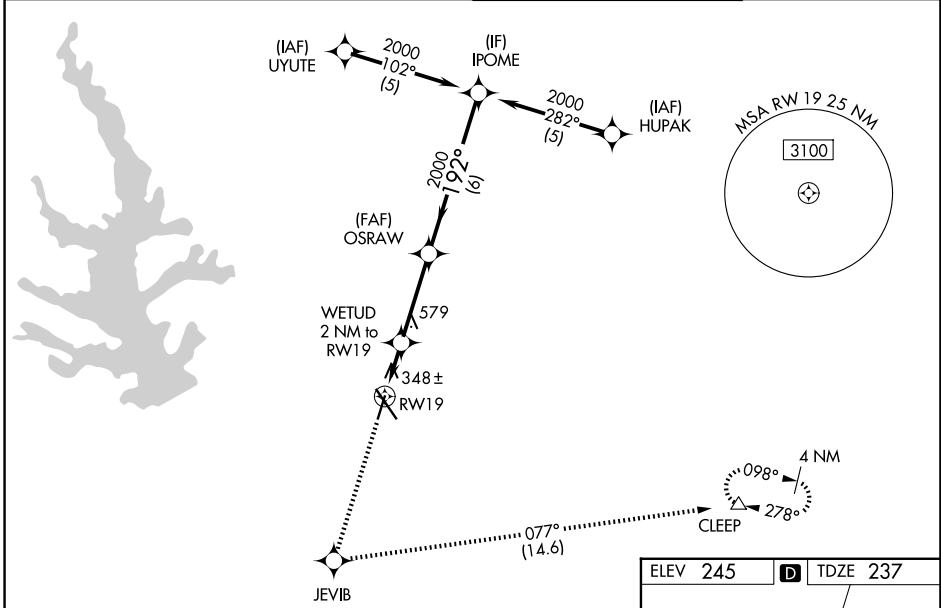 (IAF)
UYUTE
2000
102°
(5)
(IF)
IPOME
2000
282°
(5)
(IAF)
HUPAK
MSA RW 19 25 NM
3100
2000
192°
(6)
(FAF)
OSRAW
WETUD
2 NM to
RW19
579
348±
RW19
4 NM
098°
278°
CLEEP
077°
(14.6)
JEVIB
ELEV 245 D TDZE 237